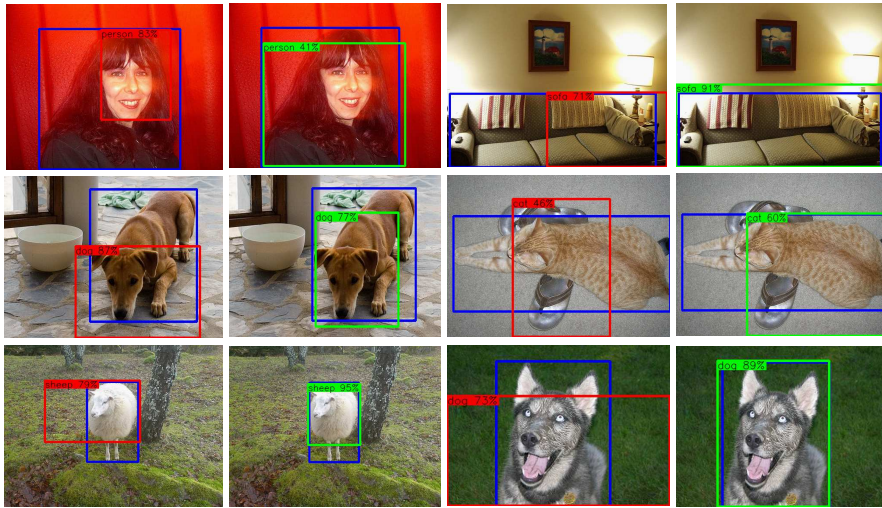 person 83%
person 41%
sofa 71%
sofa 91%
dog 87%
dog 77%
cat 46%
cat 60%
sheep 79%
sheep 95%
dog 73%
dog 89%